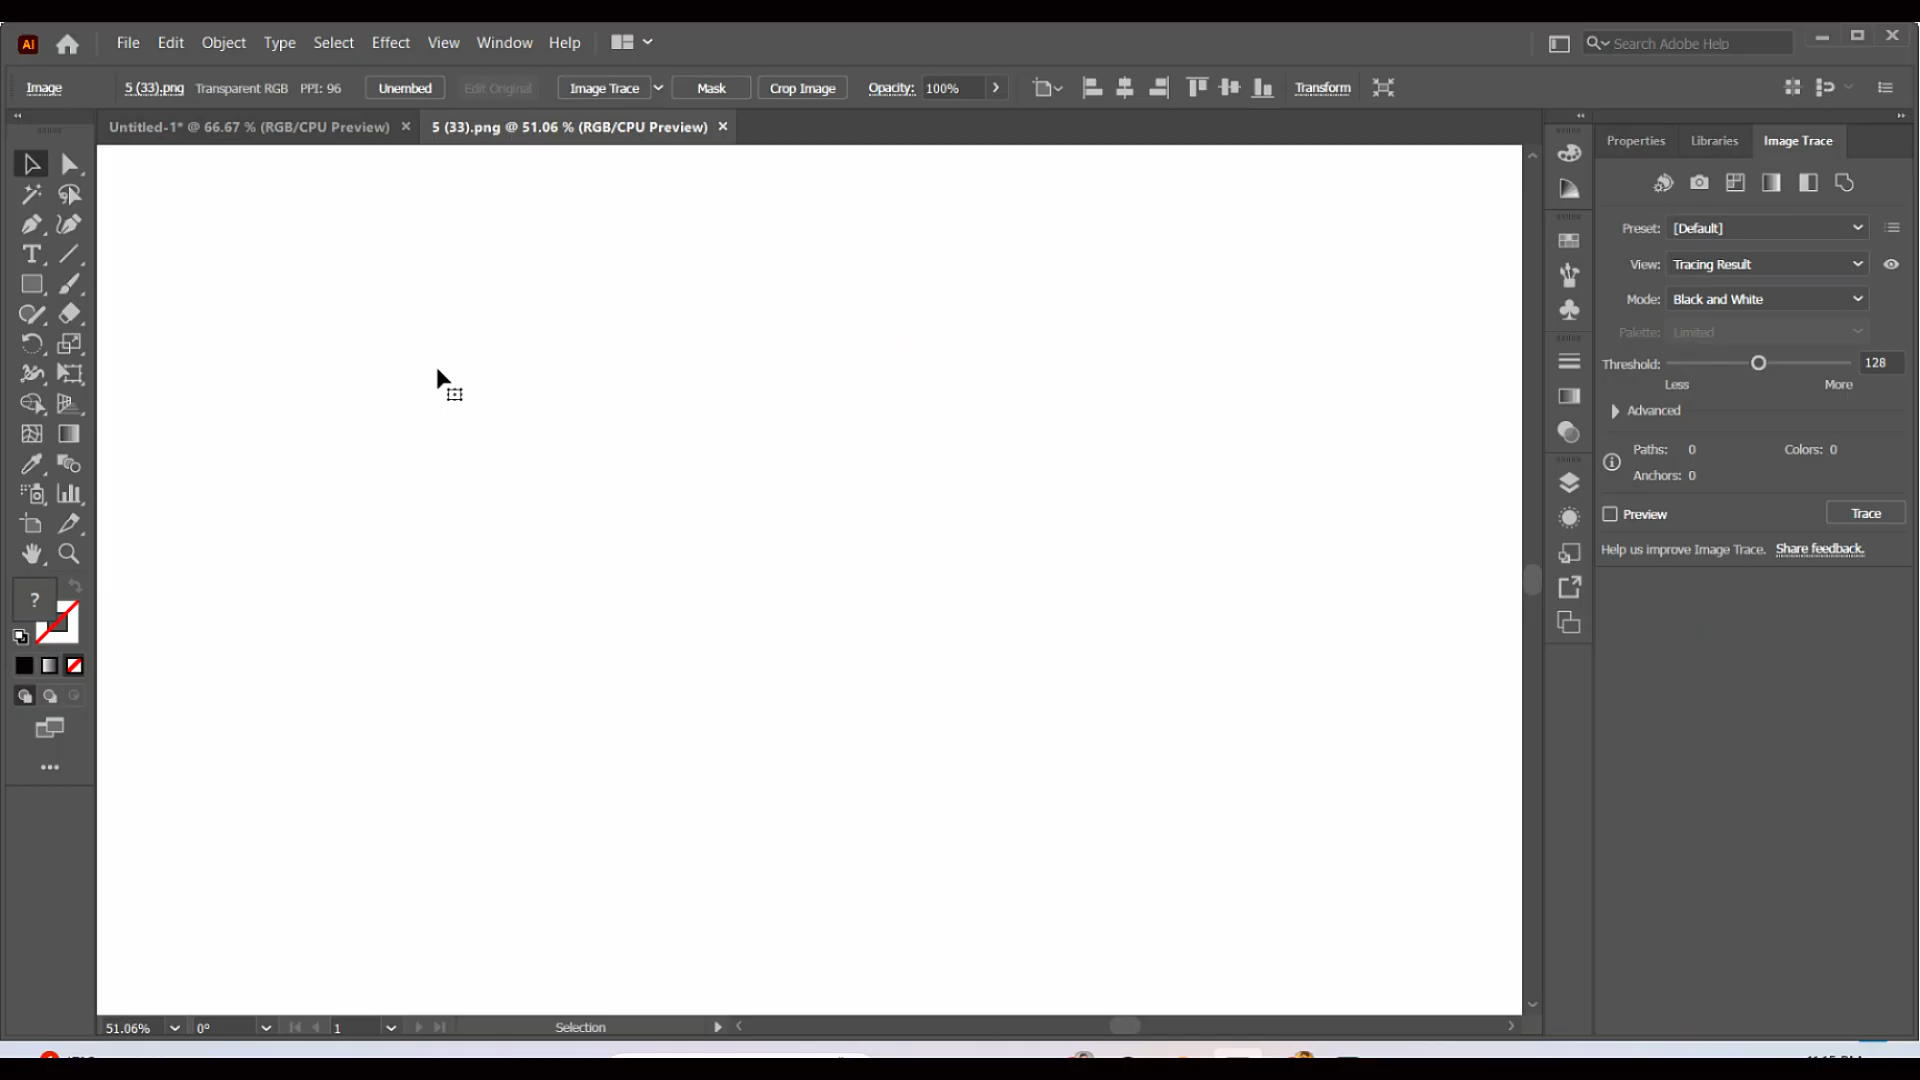 Ai File Edit Object Type Select Effect View Window Help Search Adobe Help
Image 5 (33).png Transparent RGB PPI: 96 Unembed Edit Original Image Trace Mask Crop Image Opacity: 100% Transform
Untitled-1* @ 66.67 % (RGB/CPU Preview) 5 (33).png @ 51.06 % (RGB/CPU Preview)
Properties Libraries Image Trace
Preset: [Default]
View: Tracing Result
Mode: Black and White
Palette: Limited
Threshold: 128
Less More
Advanced
Paths: 0 Colors: 0
Anchors: 0
Preview Trace
Help us improve Image Trace. Share feedback.
?
51.06% 0° 1 Selection